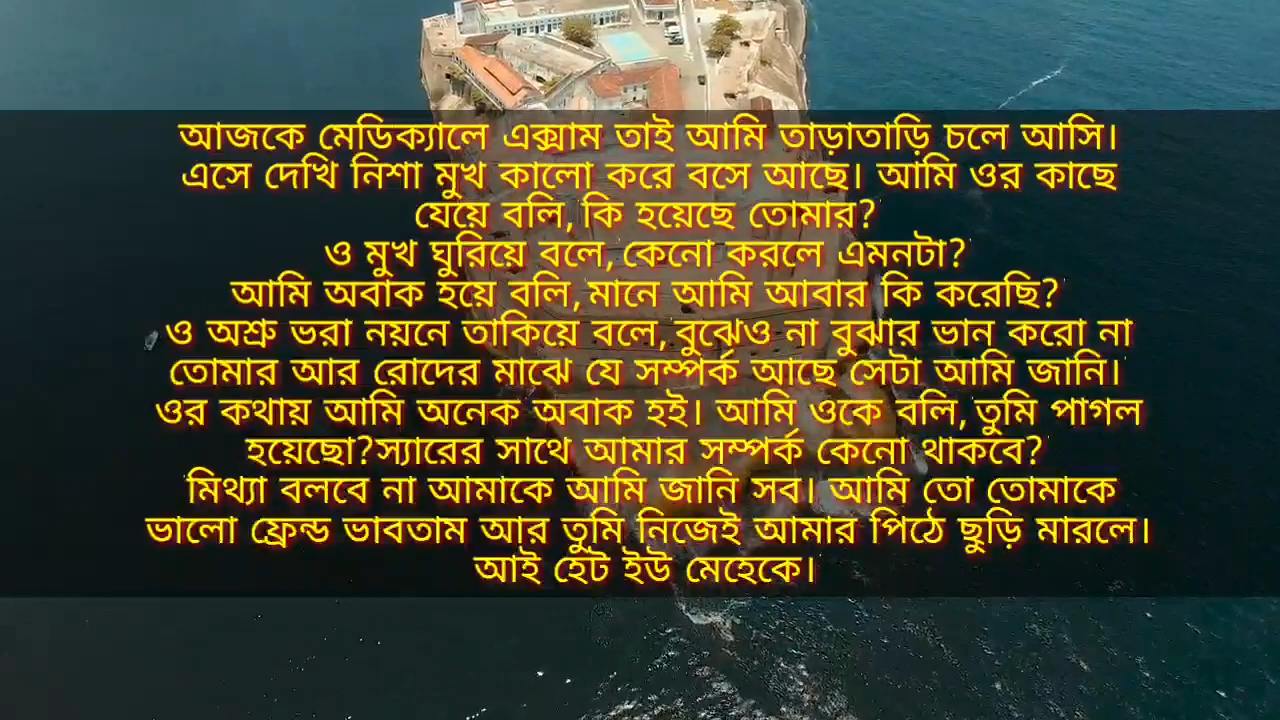 আজকে মেডিক্যালে এক্সাম তাই আমি তাড়াতাড়ি চলে আসি।
এসে দেখি নিশা মুখ কালো করে বসে আছে। আমি ওর কাছে
যেয়ে বলি, কি হয়েছে তোমার?
ও মুখ ঘুরিয়ে বলে, কেনো করলে এমনটা?
আমি অবাক হয়ে বলি, মানে আমি আবার কি করেছি?
ও অশ্রু ভরা নয়নে তাকিয়ে বলে, বুঝেও না বুঝার ভান করো না
তোমার আর রোদের মাঝে যে সম্পর্ক আছে সেটা আমি জানি।
ওর কথায় আমি অনেক অবাক হই। আমি ওকে বলি, তুমি পাগল
হয়েছো?স্যারের সাথে আমার সম্পর্ক কেনো থাকবে?
মিথ্যা বলবে না আমাকে আমি জানি সব। আমি তো তোমাকে
ভালো ফ্রেন্ড ভাবতাম আর তুমি নিজেই আমার পিঠে ছুড়ি মারলে।
আই হেট ইউ মেহেকে।